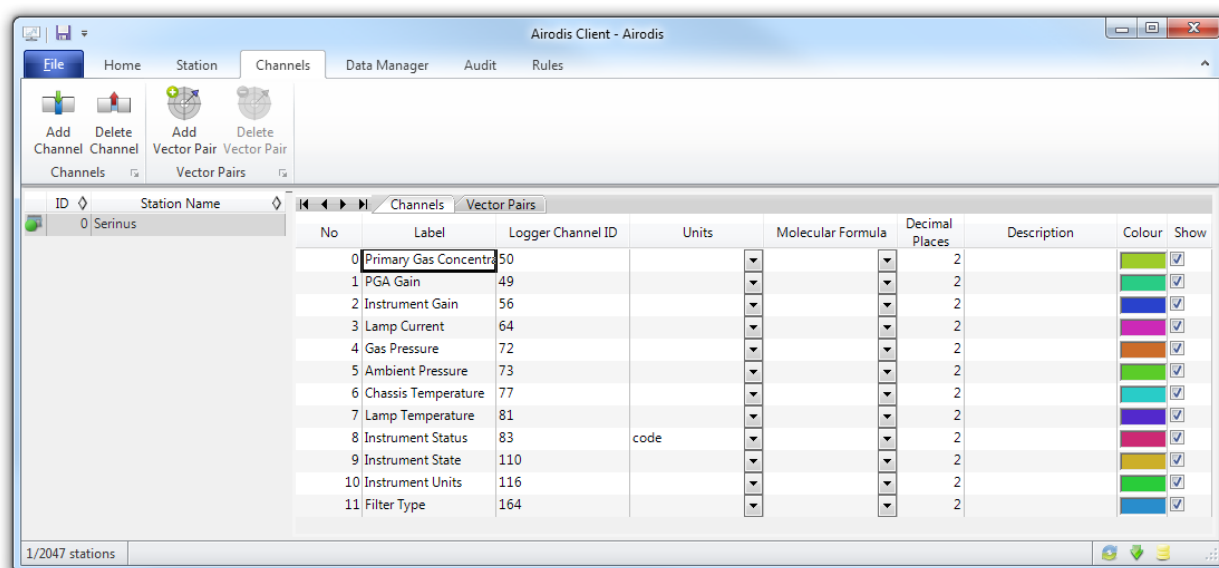 Airodis Client - Airodis
File Home Station Channels Data Manager Audit Rules
Add Channel Delete Channel Add Vector Pair Delete Vector Pair
Channels Vector Pairs
ID Station Name
0 Serinus
Channels Vector Pairs
No Label Logger Channel ID Units Molecular Formula Decimal Places Description Colour Show
0 Primary Gas Concentra 50 2
1 PGA Gain 49 2
2 Instrument Gain 56 2
3 Lamp Current 64 2
4 Gas Pressure 72 2
5 Ambient Pressure 73 2
6 Chassis Temperature 77 2
7 Lamp Temperature 81 2
8 Instrument Status 83 code 2
9 Instrument State 110 2
10 Instrument Units 116 2
11 Filter Type 164 2
1/2047 stations